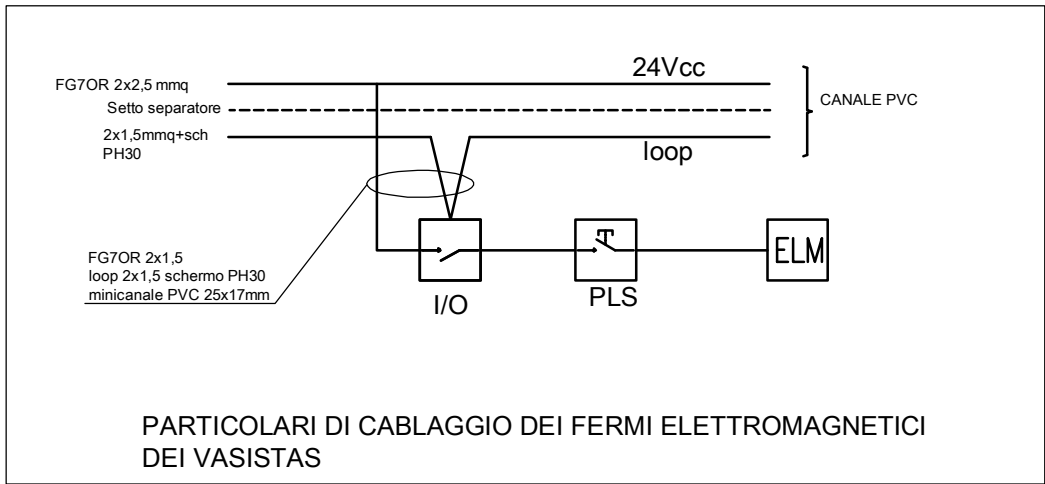 24Vcc
FG7OR 2x2,5 mmq
Setto separatore
CANALE PVC
2x1,5mmq+sch
PH30
loop
FG7OR 2x1,5
loop 2x1,5 schermo PH30
minicanale PVC 25x17mm
I/O
PLS
ELM
PARTICOLARI DI CABLAGGIO DEI FERMI ELETTROMAGNETICI
DEI VASISTAS